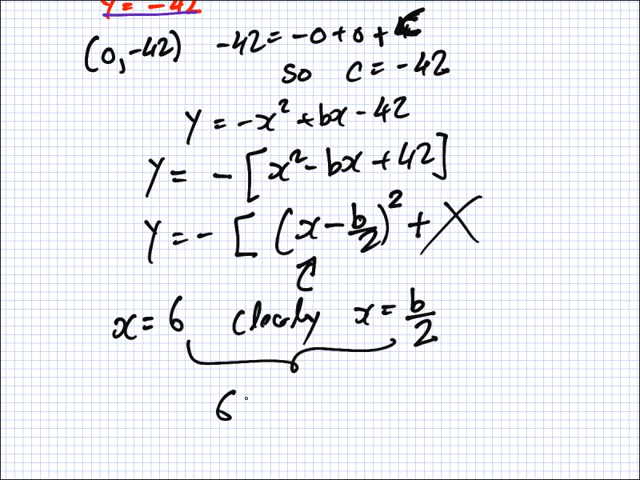 y = -42
(0, -42) -42 = -0 + 0 + c
so c = -42
y = -x² + bx - 42
y = - [x² - bx + 42]
y = - [(x - b/2)² + X
x = 6 clearly x = b/2
6